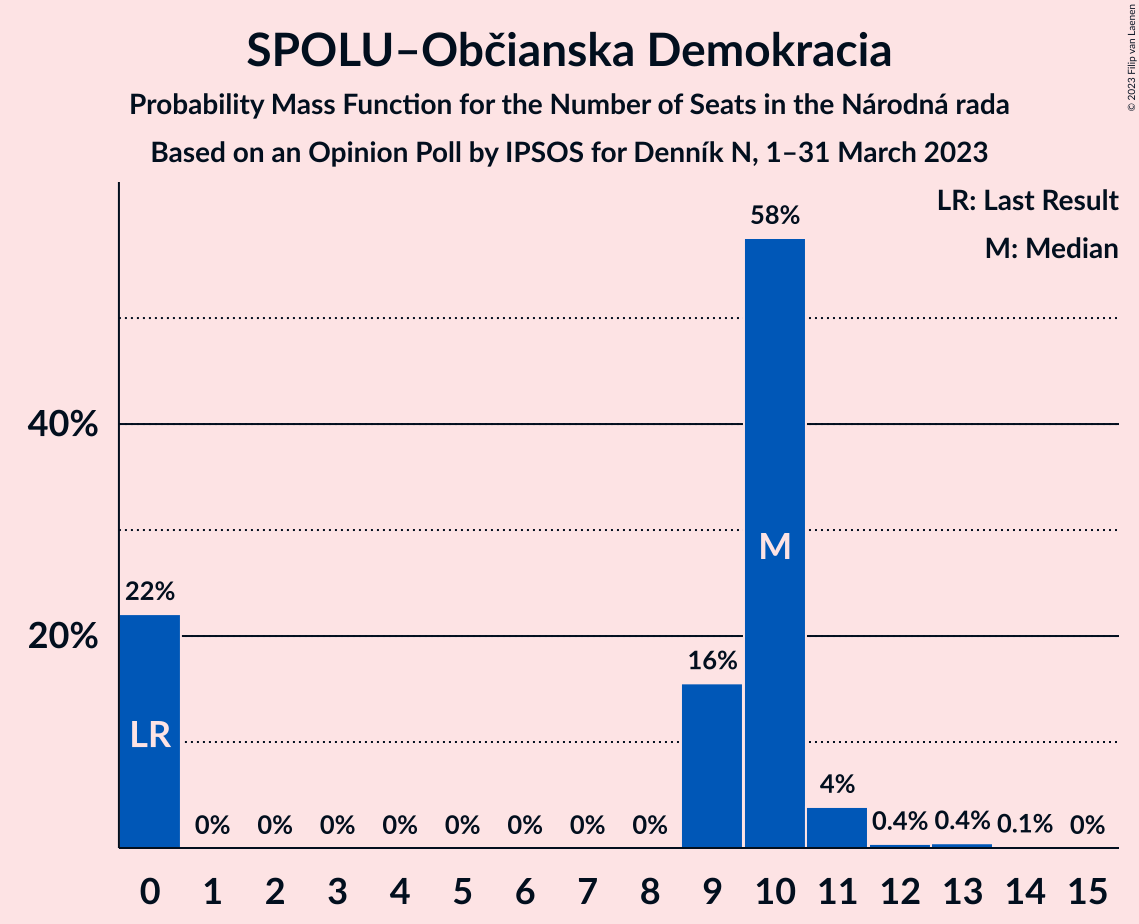 SPOLU–Občianska Demokracia
Probability Mass Function for the Number of Seats in the Národná rada
Based on an Opinion Poll by IPSOS for Denník N, 1–31 March 2023
© 2023 Filip van Laenen
LR: Last Result
M: Median
58%
40%
M
22%
20%
16%
LR
4%
0% 0% 0% 0% 0% 0% 0% 0% 0.4% 0.4% 0.1% 0%
0 1 2 3 4 5 6 7 8 9 10 11 12 13 14 15